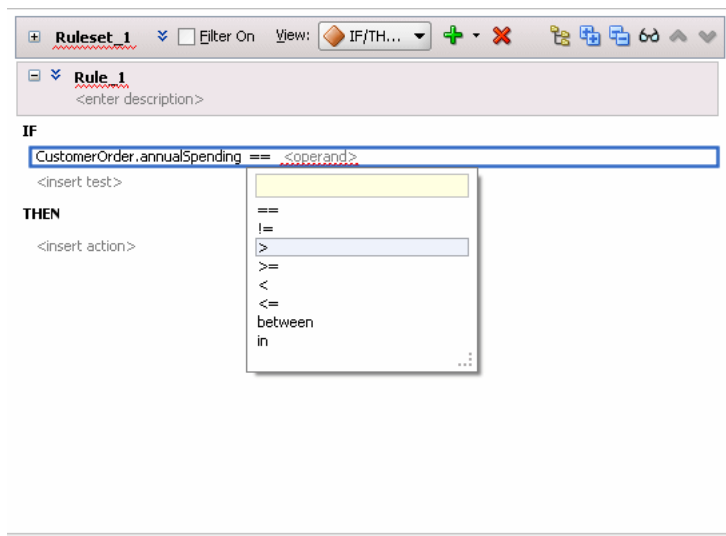 Ruleset_1 Filter On View: IF/TH...
Rule_1
<enter description>
IF
CustomerOrder.annualSpending == <operand>
<insert test>
==
!=
>
>=
<
<=
between
in
THEN
<insert action>